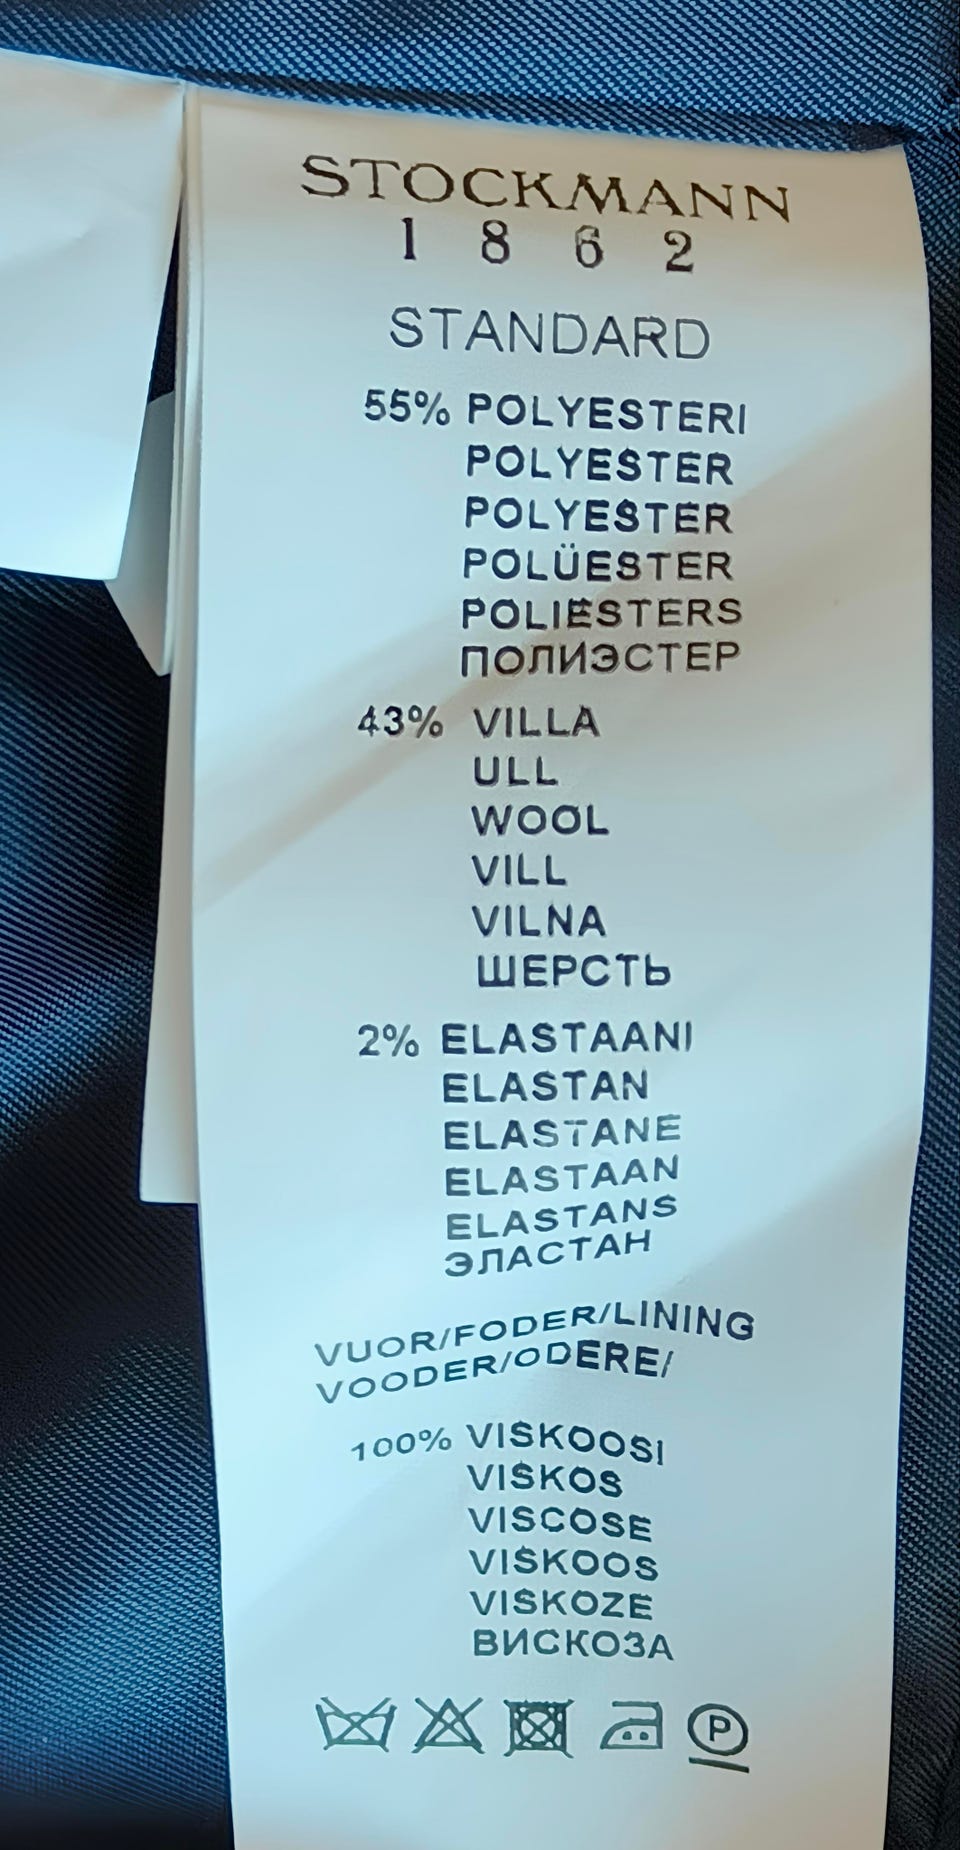 STOCKMANN
1 8 6 2
STANDARD
55% POLYESTERI
POLYESTER
POLYESTER
POLÜESTER
POLIESTERS
ПОЛИЭСТЕР
43% VILLA
ULL
WOOL
VILL
VILNA
ШЕРСТЬ
2% ELASTAANI
ELASTAN
ELASTANE
ELASTAAN
ELASTANS
ЭЛАСТАН
VUOR/FODER/LINING
VOODER/ODERE/
100% VISKOOSI
VISKOS
VISCOSE
VISKOOS
VISKOZE
ВИСКОЗА
P